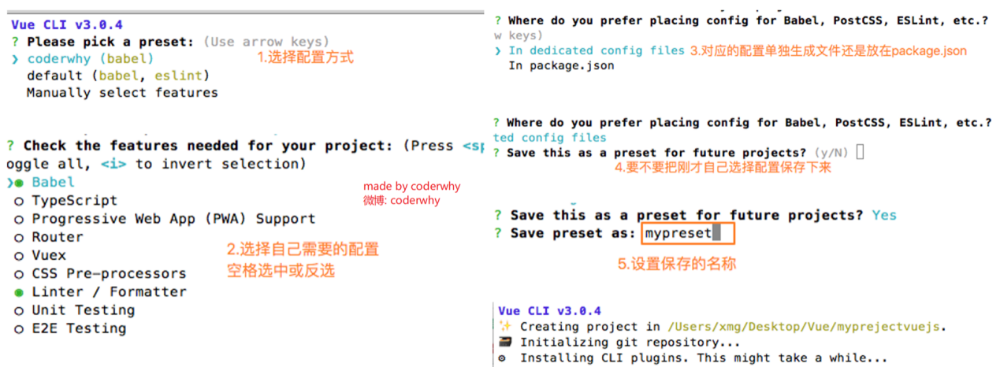 Vue CLI v3.0.4
? Please pick a preset: (Use arrow keys)
❯ coderwhy (babel)
1.选择配置方式
default (babel, eslint)
Manually select features
? Check the features needed for your project: (Press <sp
oggle all, <i> to invert selection)
❯◉ Babel
○ TypeScript
○ Progressive Web App (PWA) Support
○ Router
○ Vuex
○ CSS Pre-processors
◉ Linter / Formatter
○ Unit Testing
○ E2E Testing
made by coderwhy
微博: coderwhy
2.选择自己需要的配置
空格选中或反选
? Where do you prefer placing config for Babel, PostCSS, ESLint, etc.?
w keys)
❯ In dedicated config files
3.对应的配置单独生成文件还是放在package.json
In package.json
? Where do you prefer placing config for Babel, PostCSS, ESLint, etc.?
ted config files
? Save this as a preset for future projects? (y/N)
4.要不要把刚才自己选择配置保存下来
? Save this as a preset for future projects? Yes
? Save preset as: mypreset
5.设置保存的名称
Vue CLI v3.0.4
✨ Creating project in /Users/xmg/Desktop/Vue/myprejectvuejs.
🗃 Initializing git repository...
⚙ Installing CLI plugins. This might take a while...